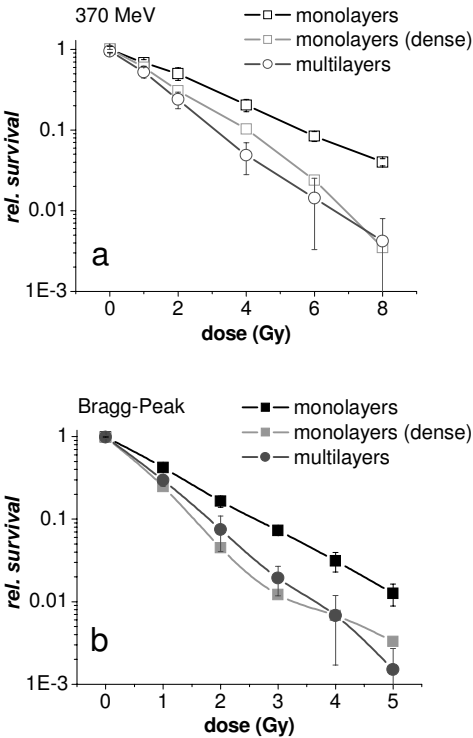 370 MeV
monolayers
monolayers (dense)
multilayers
1
0.1
0.01
1E-3
rel. survival
a
0 2 4 6 8
dose (Gy)
Bragg-Peak
monolayers
monolayers (dense)
multilayers
1
0.1
0.01
1E-3
rel. survival
b
0 1 2 3 4 5
dose (Gy)